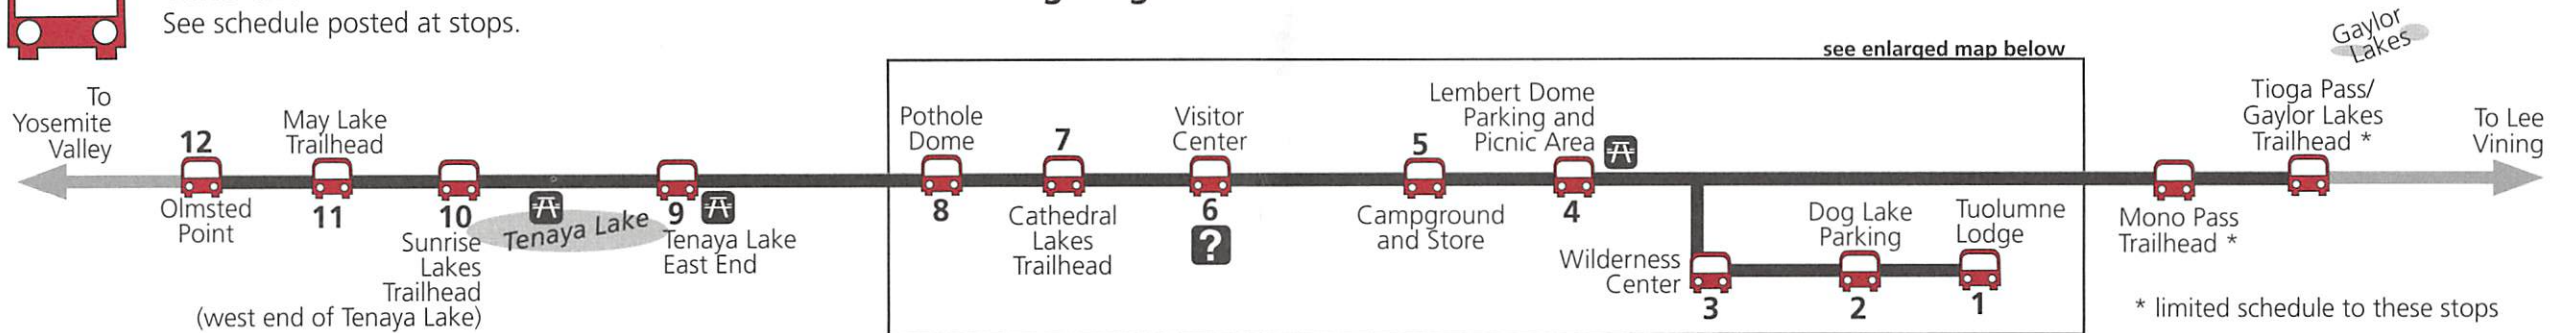 See schedule posted at stops.
see enlarged map below
Gaylor
Lakes
To
Yosemite
Valley
12
Olmsted
Point
May Lake
Trailhead
11
10
Sunrise
Lakes
Trailhead
(west end of Tenaya Lake)
Tenaya Lake
9
Tenaya Lake
East End
Pothole
Dome
8
7
Cathedral
Lakes
Trailhead
Visitor
Center
6
?
5
Campground
and Store
Lembert Dome
Parking and
Picnic Area
4
Wilderness
Center
3
Dog Lake
Parking
2
Tuolumne
Lodge
1
Mono Pass
Trailhead *
Tioga Pass/
Gaylor Lakes
Trailhead *
To Lee
Vining
* limited schedule to these stops